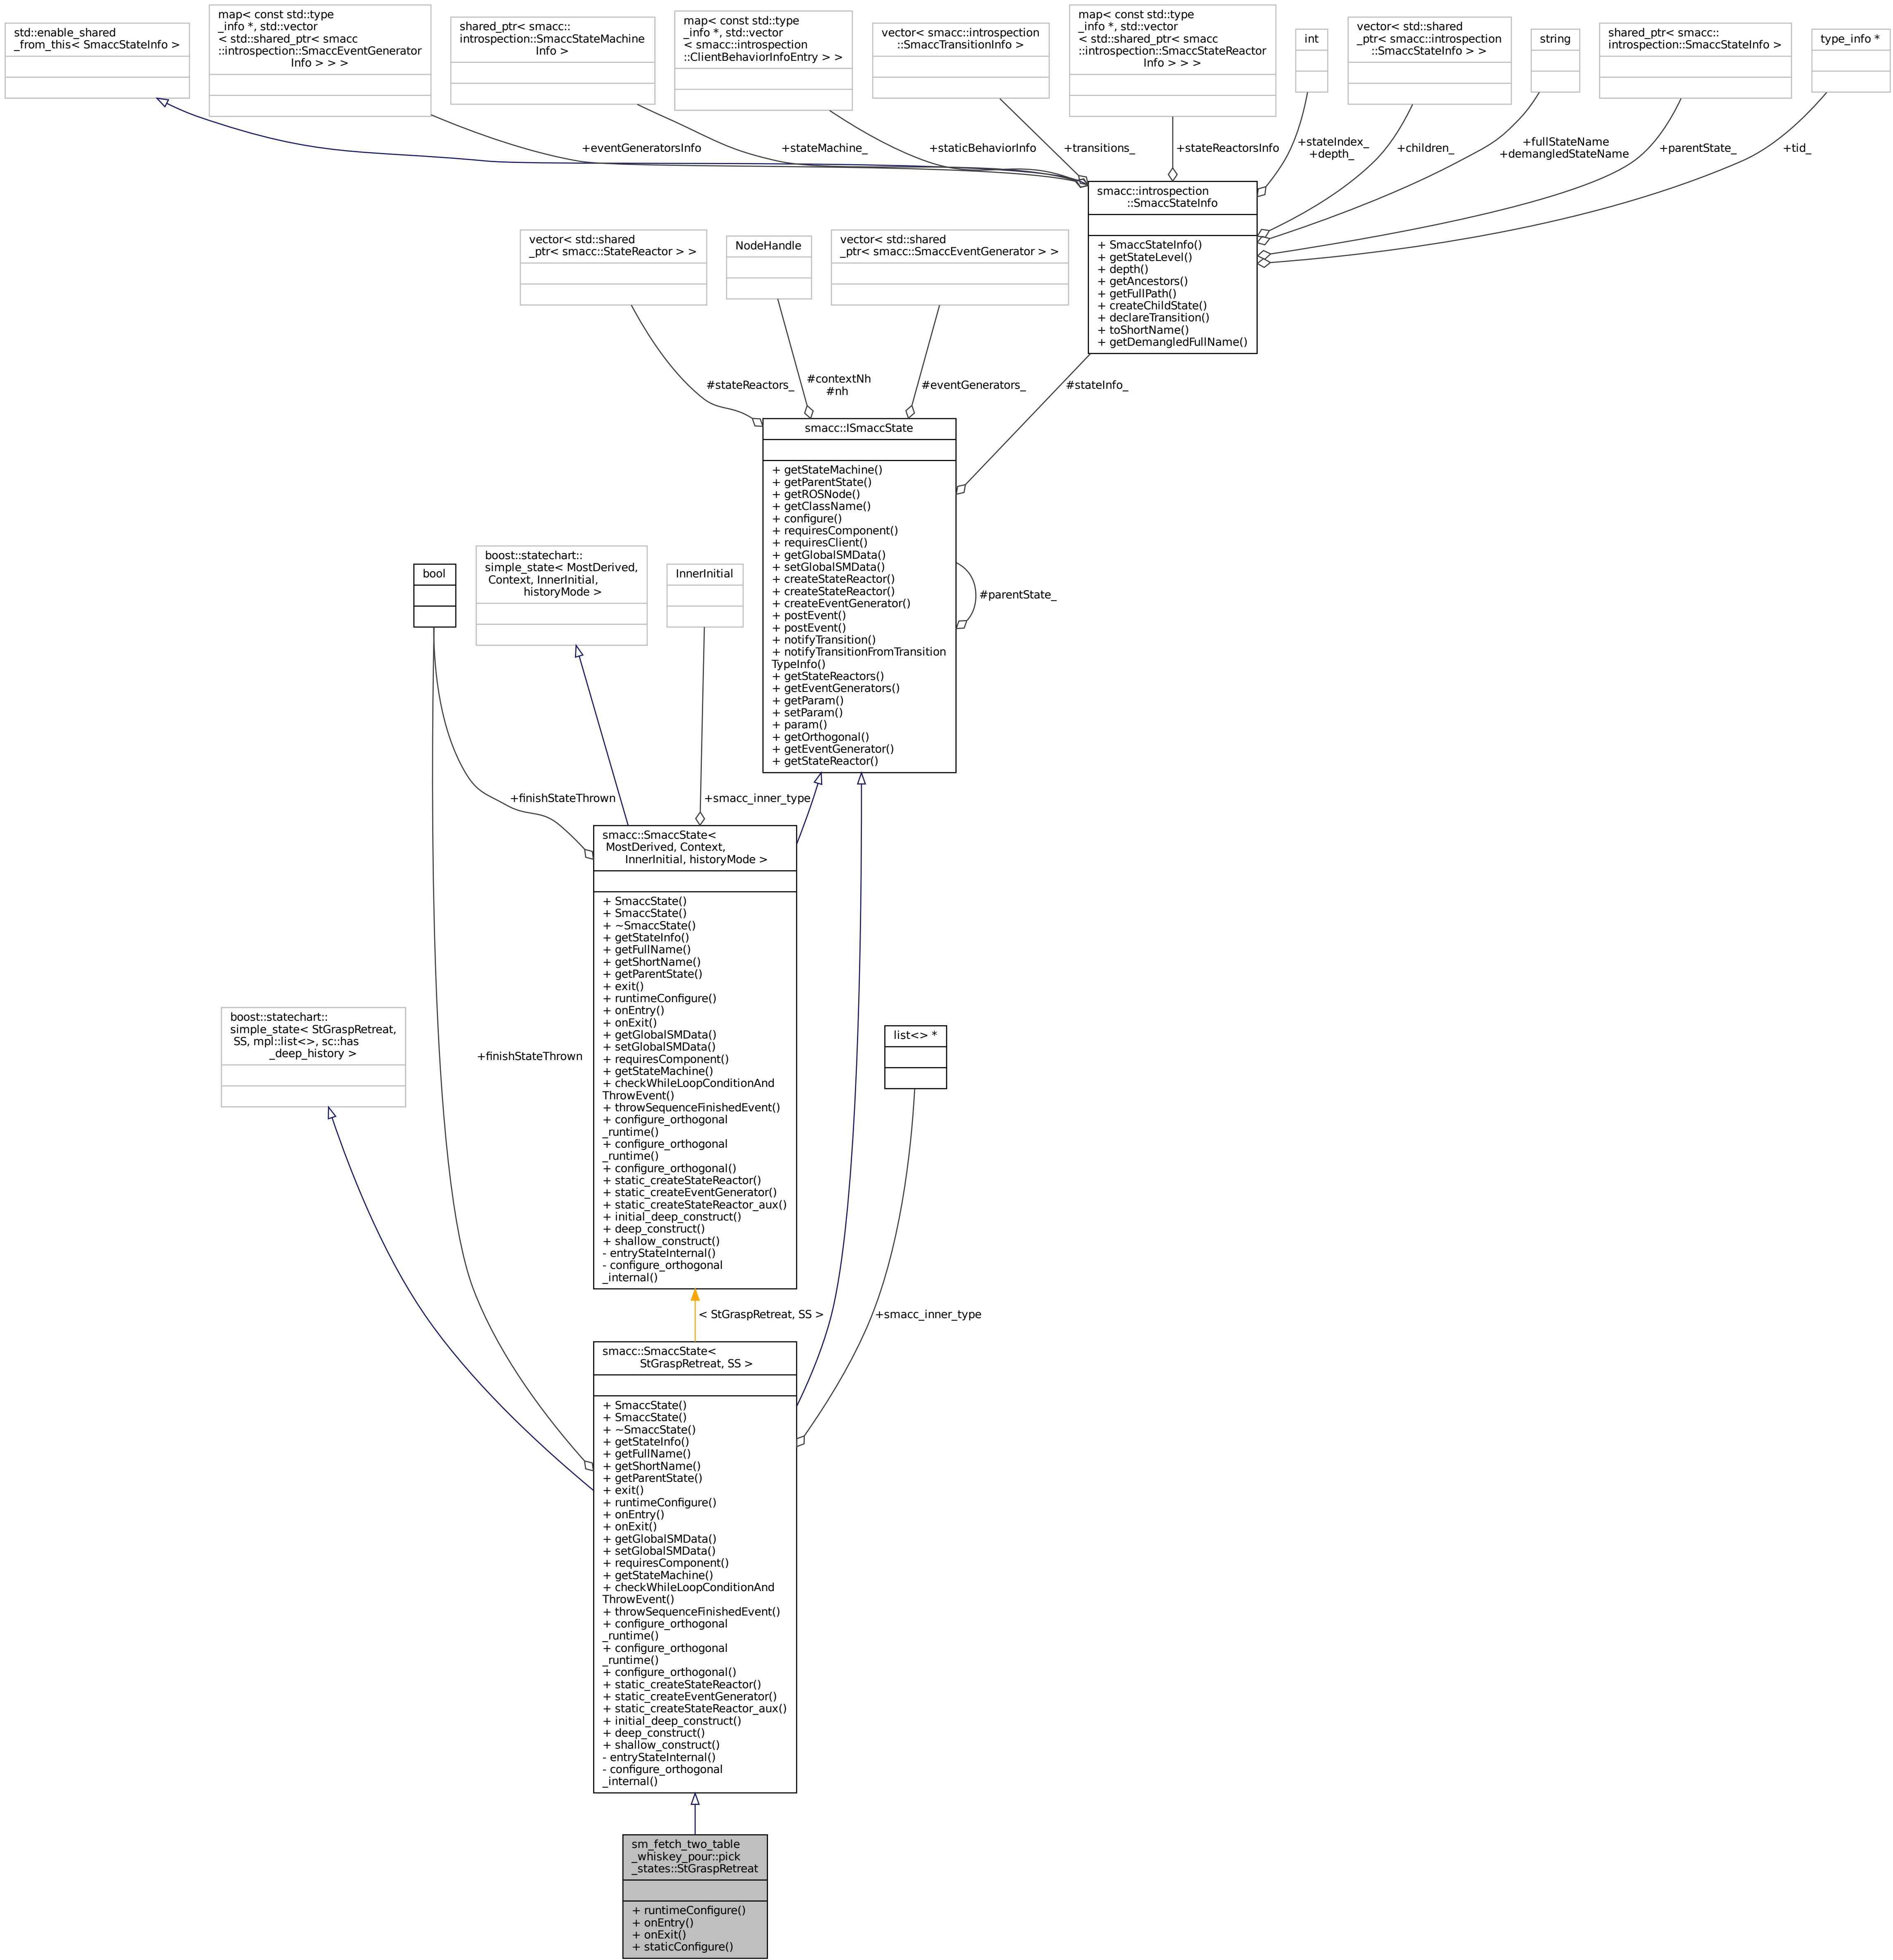 std::enable_shared
_from_this< SmaccStateInfo >
map< const std::type
_info *, std::vector
< std::shared_ptr< smacc
::introspection::SmaccEventGenerator
Info > > >
shared_ptr< smacc::
introspection::SmaccStateMachine
Info >
map< const std::type
_info *, std::vector
< smacc::introspection
::ClientBehaviorInfoEntry > >
vector< smacc::introspection
::SmaccTransitionInfo >
map< const std::type
_info *, std::vector
< std::shared_ptr< smacc
::introspection::SmaccStateReactor
Info > > >
int
vector< std::shared
_ptr< smacc::introspection
::SmaccStateInfo > >
string
shared_ptr< smacc::
introspection::SmaccStateInfo >
type_info *
+eventGeneratorsInfo
+stateMachine_
+staticBehaviorInfo
+transitions_
+stateReactorsInfo
+stateIndex_
+depth_
+children_
+fullStateName
+demangledStateName
+parentState_
+tid_
smacc::introspection
::SmaccStateInfo
+ SmaccStateInfo()
+ getStateLevel()
+ depth()
+ getAncestors()
+ getFullPath()
+ createChildState()
+ declareTransition()
+ toShortName()
+ getDemangledFullName()
vector< std::shared
_ptr< smacc::StateReactor > >
NodeHandle
vector< std::shared
_ptr< smacc::SmaccEventGenerator > >
#stateReactors_
#contextNh
#nh
#eventGenerators_
#stateInfo_
smacc::ISmaccState
+ getStateMachine()
+ getParentState()
+ getROSNode()
+ getClassName()
+ configure()
+ requiresComponent()
+ requiresClient()
+ getGlobalSMData()
+ setGlobalSMData()
+ createStateReactor()
+ createStateReactor()
+ createEventGenerator()
+ postEvent()
+ postEvent()
+ notifyTransition()
+ notifyTransitionFromTransition
TypeInfo()
+ getStateReactors()
+ getEventGenerators()
+ getParam()
+ setParam()
+ param()
+ getOrthogonal()
+ getEventGenerator()
+ getStateReactor()
#parentState_
bool
boost::statechart::
simple_state< MostDerived,
Context, InnerInitial,
historyMode >
InnerInitial
+finishStateThrown
+smacc_inner_type
smacc::SmaccState<
MostDerived, Context,
InnerInitial, historyMode >
+ SmaccState()
+ SmaccState()
+ ~SmaccState()
+ getStateInfo()
+ getFullName()
+ getShortName()
+ getParentState()
+ exit()
+ runtimeConfigure()
+ onEntry()
+ onExit()
+ getGlobalSMData()
+ setGlobalSMData()
+ requiresComponent()
+ getStateMachine()
+ checkWhileLoopConditionAnd
ThrowEvent()
+ throwSequenceFinishedEvent()
+ configure_orthogonal
_runtime()
+ configure_orthogonal
_runtime()
+ configure_orthogonal()
+ static_createStateReactor()
+ static_createEventGenerator()
+ static_createStateReactor_aux()
+ initial_deep_construct()
+ deep_construct()
+ shallow_construct()
- entryStateInternal()
- configure_orthogonal
_internal()
boost::statechart::
simple_state< StGraspRetreat,
SS, mpl::list<>, sc::has
_deep_history >
+finishStateThrown
list<> *
< StGraspRetreat, SS >
+smacc_inner_type
smacc::SmaccState<
StGraspRetreat, SS >
+ SmaccState()
+ SmaccState()
+ ~SmaccState()
+ getStateInfo()
+ getFullName()
+ getShortName()
+ getParentState()
+ exit()
+ runtimeConfigure()
+ onEntry()
+ onExit()
+ getGlobalSMData()
+ setGlobalSMData()
+ requiresComponent()
+ getStateMachine()
+ checkWhileLoopConditionAnd
ThrowEvent()
+ throwSequenceFinishedEvent()
+ configure_orthogonal
_runtime()
+ configure_orthogonal
_runtime()
+ configure_orthogonal()
+ static_createStateReactor()
+ static_createEventGenerator()
+ static_createStateReactor_aux()
+ initial_deep_construct()
+ deep_construct()
+ shallow_construct()
- entryStateInternal()
- configure_orthogonal
_internal()
sm_fetch_two_table
_whiskey_pour::pick
_states::StGraspRetreat
+ runtimeConfigure()
+ onEntry()
+ onExit()
+ staticConfigure()